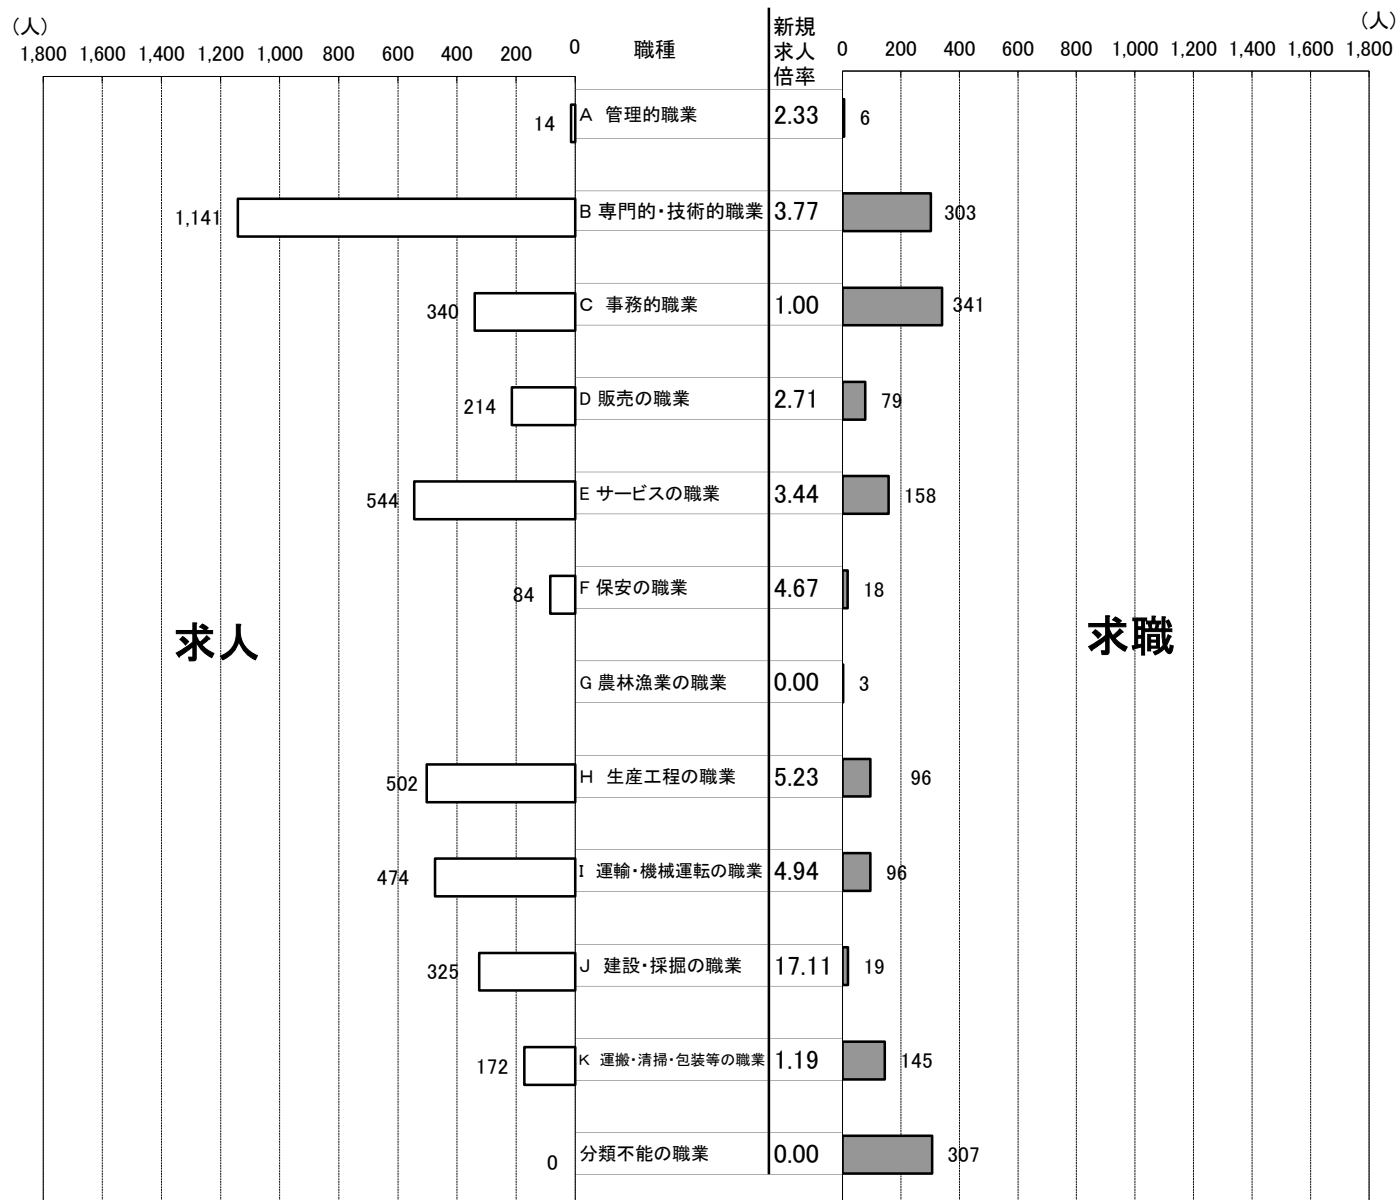 (人)
(人)
1,800 1,600 1,400 1,200 1,000 800 600 400 200 0 職種 新規求人倍率 0 200 400 600 800 1,000 1,200 1,400 1,600 1,800
14 A 管理的職業 2.33 6
1,141 B 専門的・技術的職業 3.77 303
340 C 事務的職業 1.00 341
214 D 販売の職業 2.71 79
544 E サービスの職業 3.44 158
84 F 保安の職業 4.67 18
求人
求職
G 農林漁業の職業 0.00 3
502 H 生産工程の職業 5.23 96
474 I 運輸・機械運転の職業 4.94 96
325 J 建設・採掘の職業 17.11 19
172 K 運搬・清掃・包装等の職業 1.19 145
0 分類不能の職業 0.00 307